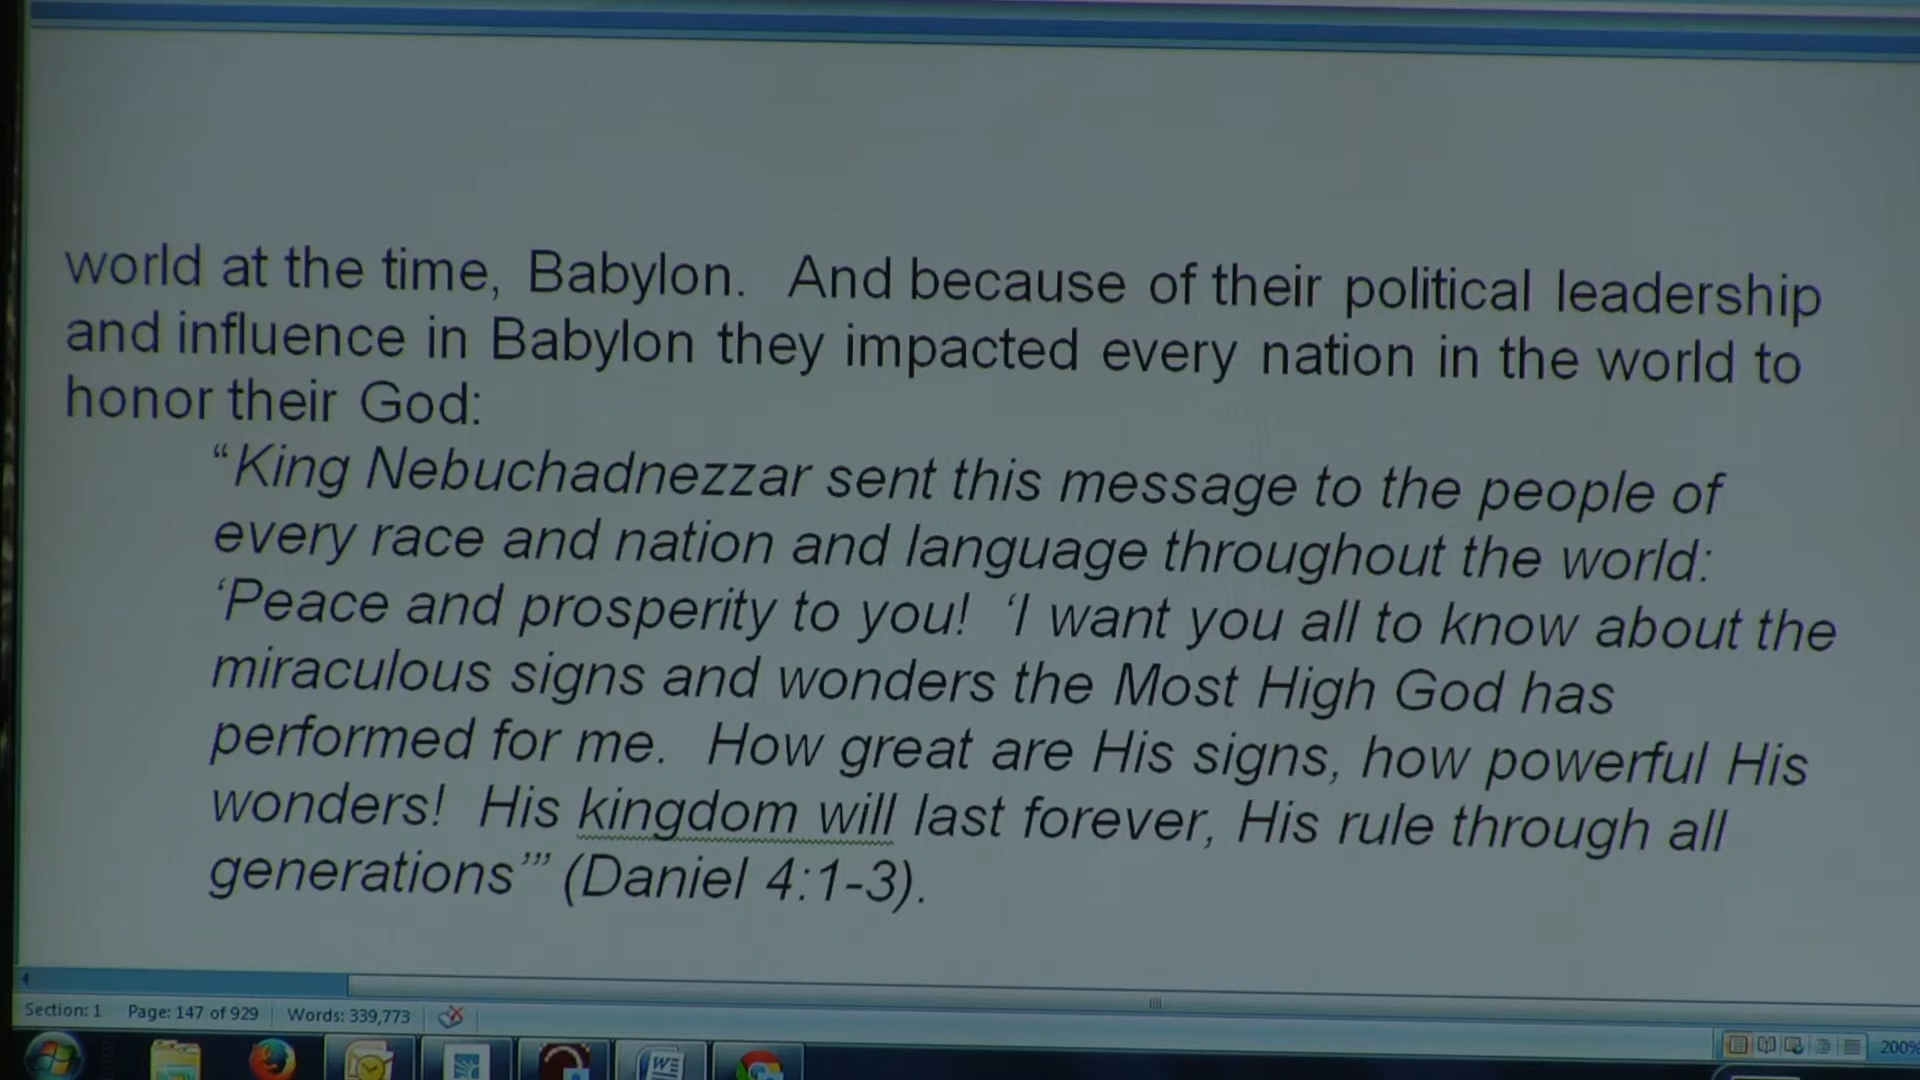 world at the time, Babylon.  And because of their political leadership
and influence in Babylon they impacted every nation in the world to
honor their God:
“King Nebuchadnezzar sent this message to the people of
every race and nation and language throughout the world:
‘Peace and prosperity to you!  ‘I want you all to know about the
miraculous signs and wonders the Most High God has
performed for me.  How great are His signs, how powerful His
wonders!  His kingdom will last forever, His rule through all
generations’” (Daniel 4:1-3).
Section: 1 Page: 147 of 929 Words: 339,773
200%